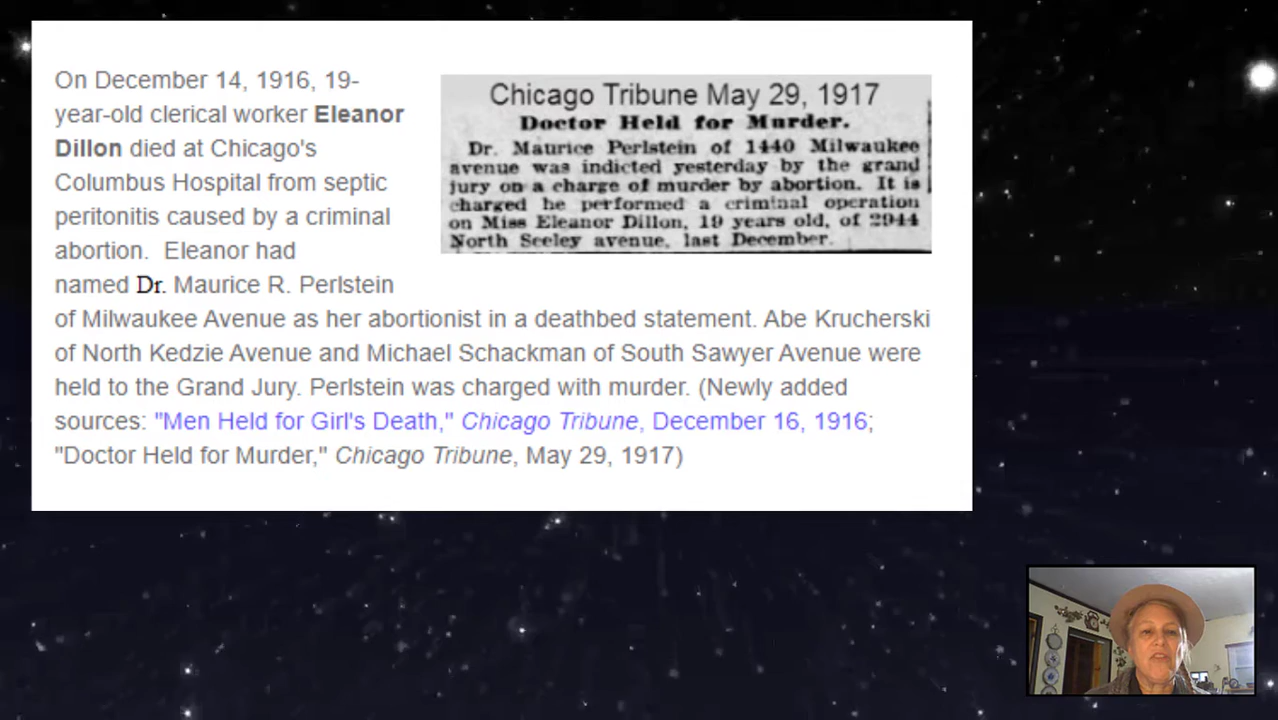 On December 14, 1916, 19-
year-old clerical worker Eleanor
Dillon died at Chicago's
Columbus Hospital from septic
peritonitis caused by a criminal
abortion. Eleanor had
named Dr. Maurice R. Perlstein
of Milwaukee Avenue as her abortionist in a deathbed statement. Abe Krucherski
of North Kedzie Avenue and Michael Schackman of South Sawyer Avenue were
held to the Grand Jury. Perlstein was charged with murder. (Newly added
sources: "Men Held for Girl's Death," Chicago Tribune, December 16, 1916;
"Doctor Held for Murder," Chicago Tribune, May 29, 1917)
Chicago Tribune May 29, 1917
Doctor Held for Murder.
Dr. Maurice Perlstein of 1440 Milwaukee
avenue was indicted yesterday by the grand
jury on a charge of murder by abortion. It is
charged he performed a criminal operation
on Miss Eleanor Dillon, 19 years old, of 2944
North Seeley avenue, last December.